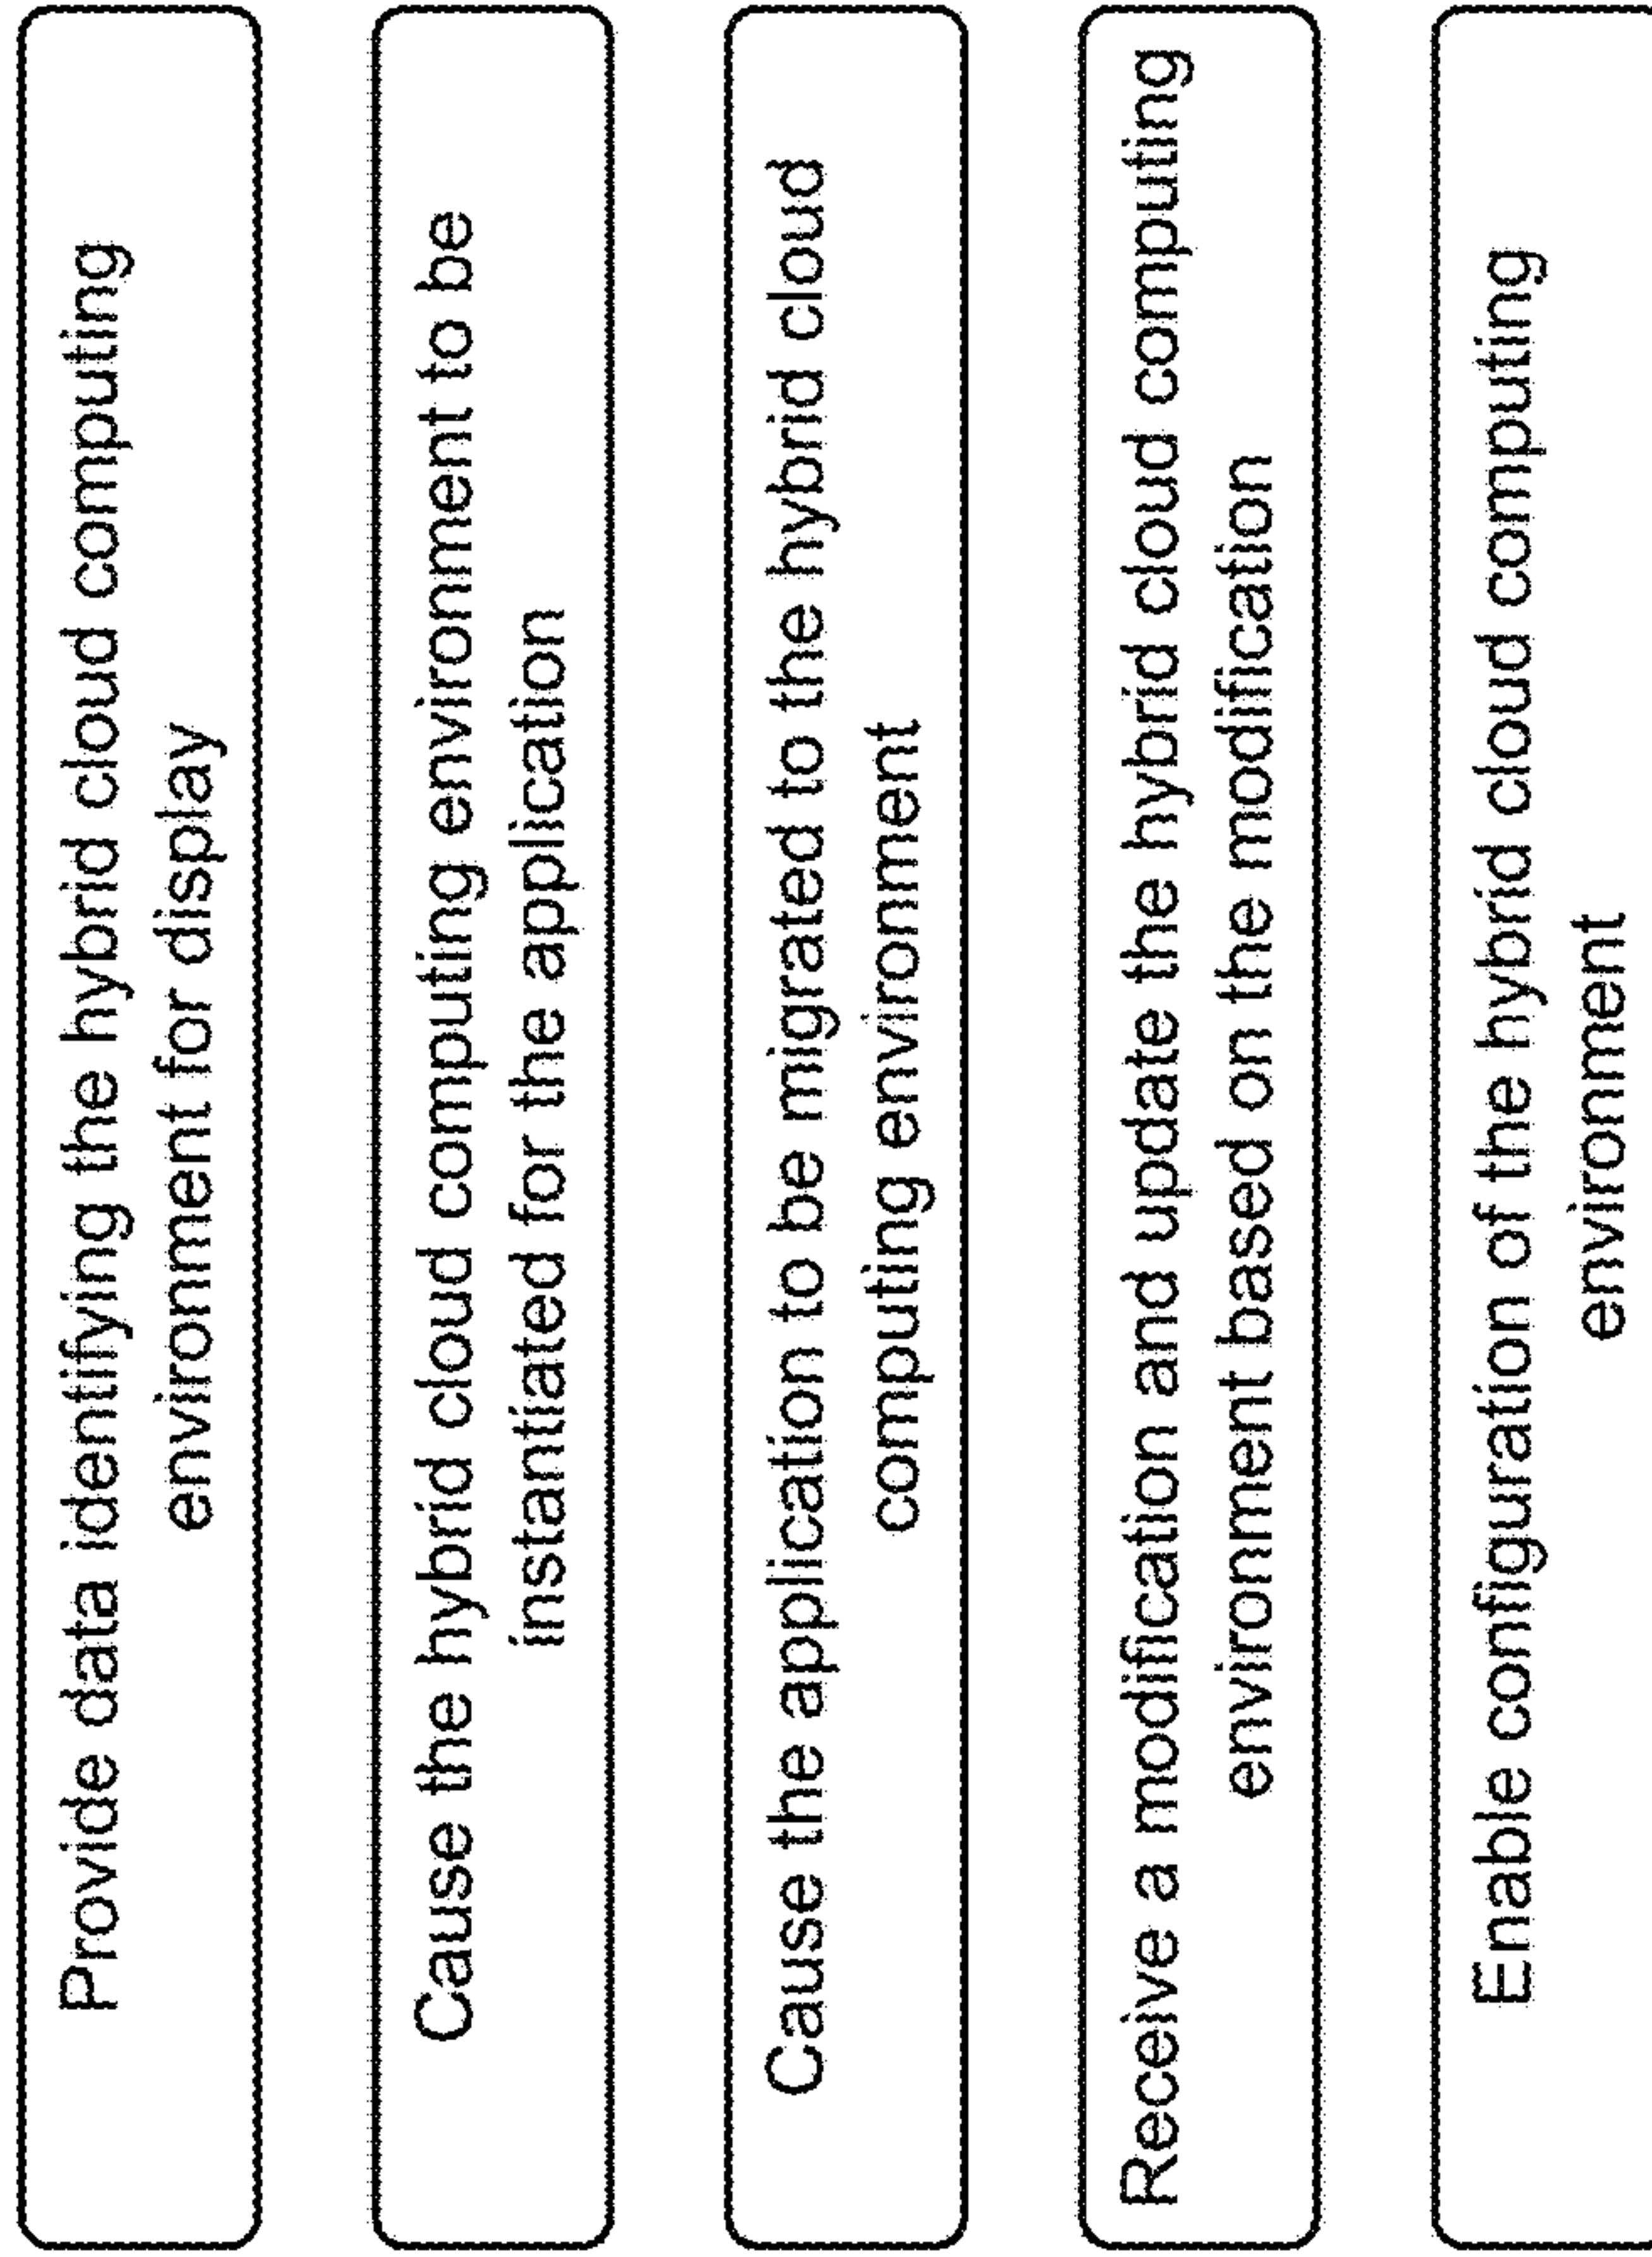 Provide data identifying the hybrid cloud computing
environment for display
Cause the hybrid cloud computing environment to be
instantiated for the application
Cause the application to be migrated to the hybrid cloud
computing environment
Receive a modification and update the hybrid cloud computing
environment based on the modification
Enable configuration of the hybrid cloud computing
environment